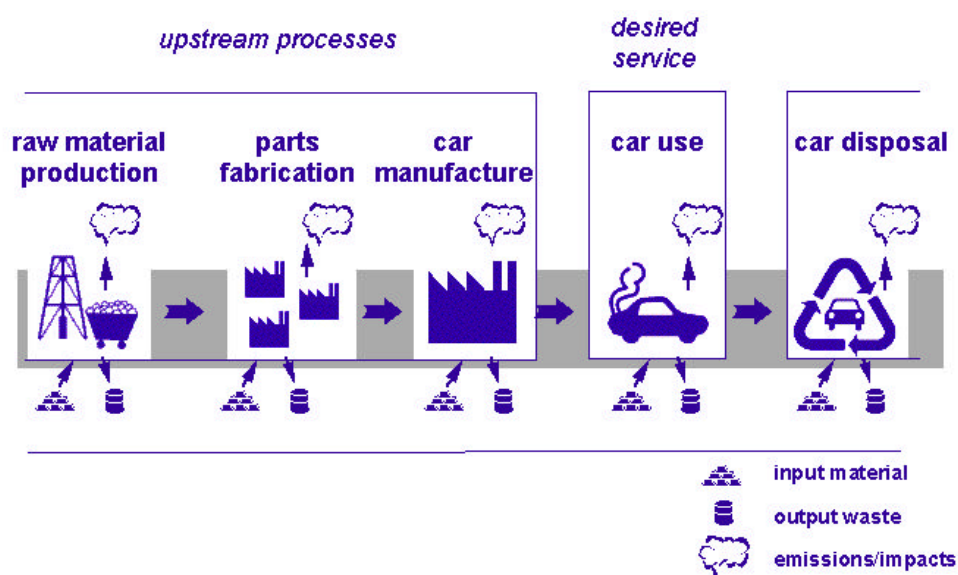 upstream processes
desired
service
raw material
production
parts
fabrication
car
manufacture
car use
car disposal
input material
output waste
emissions/impacts